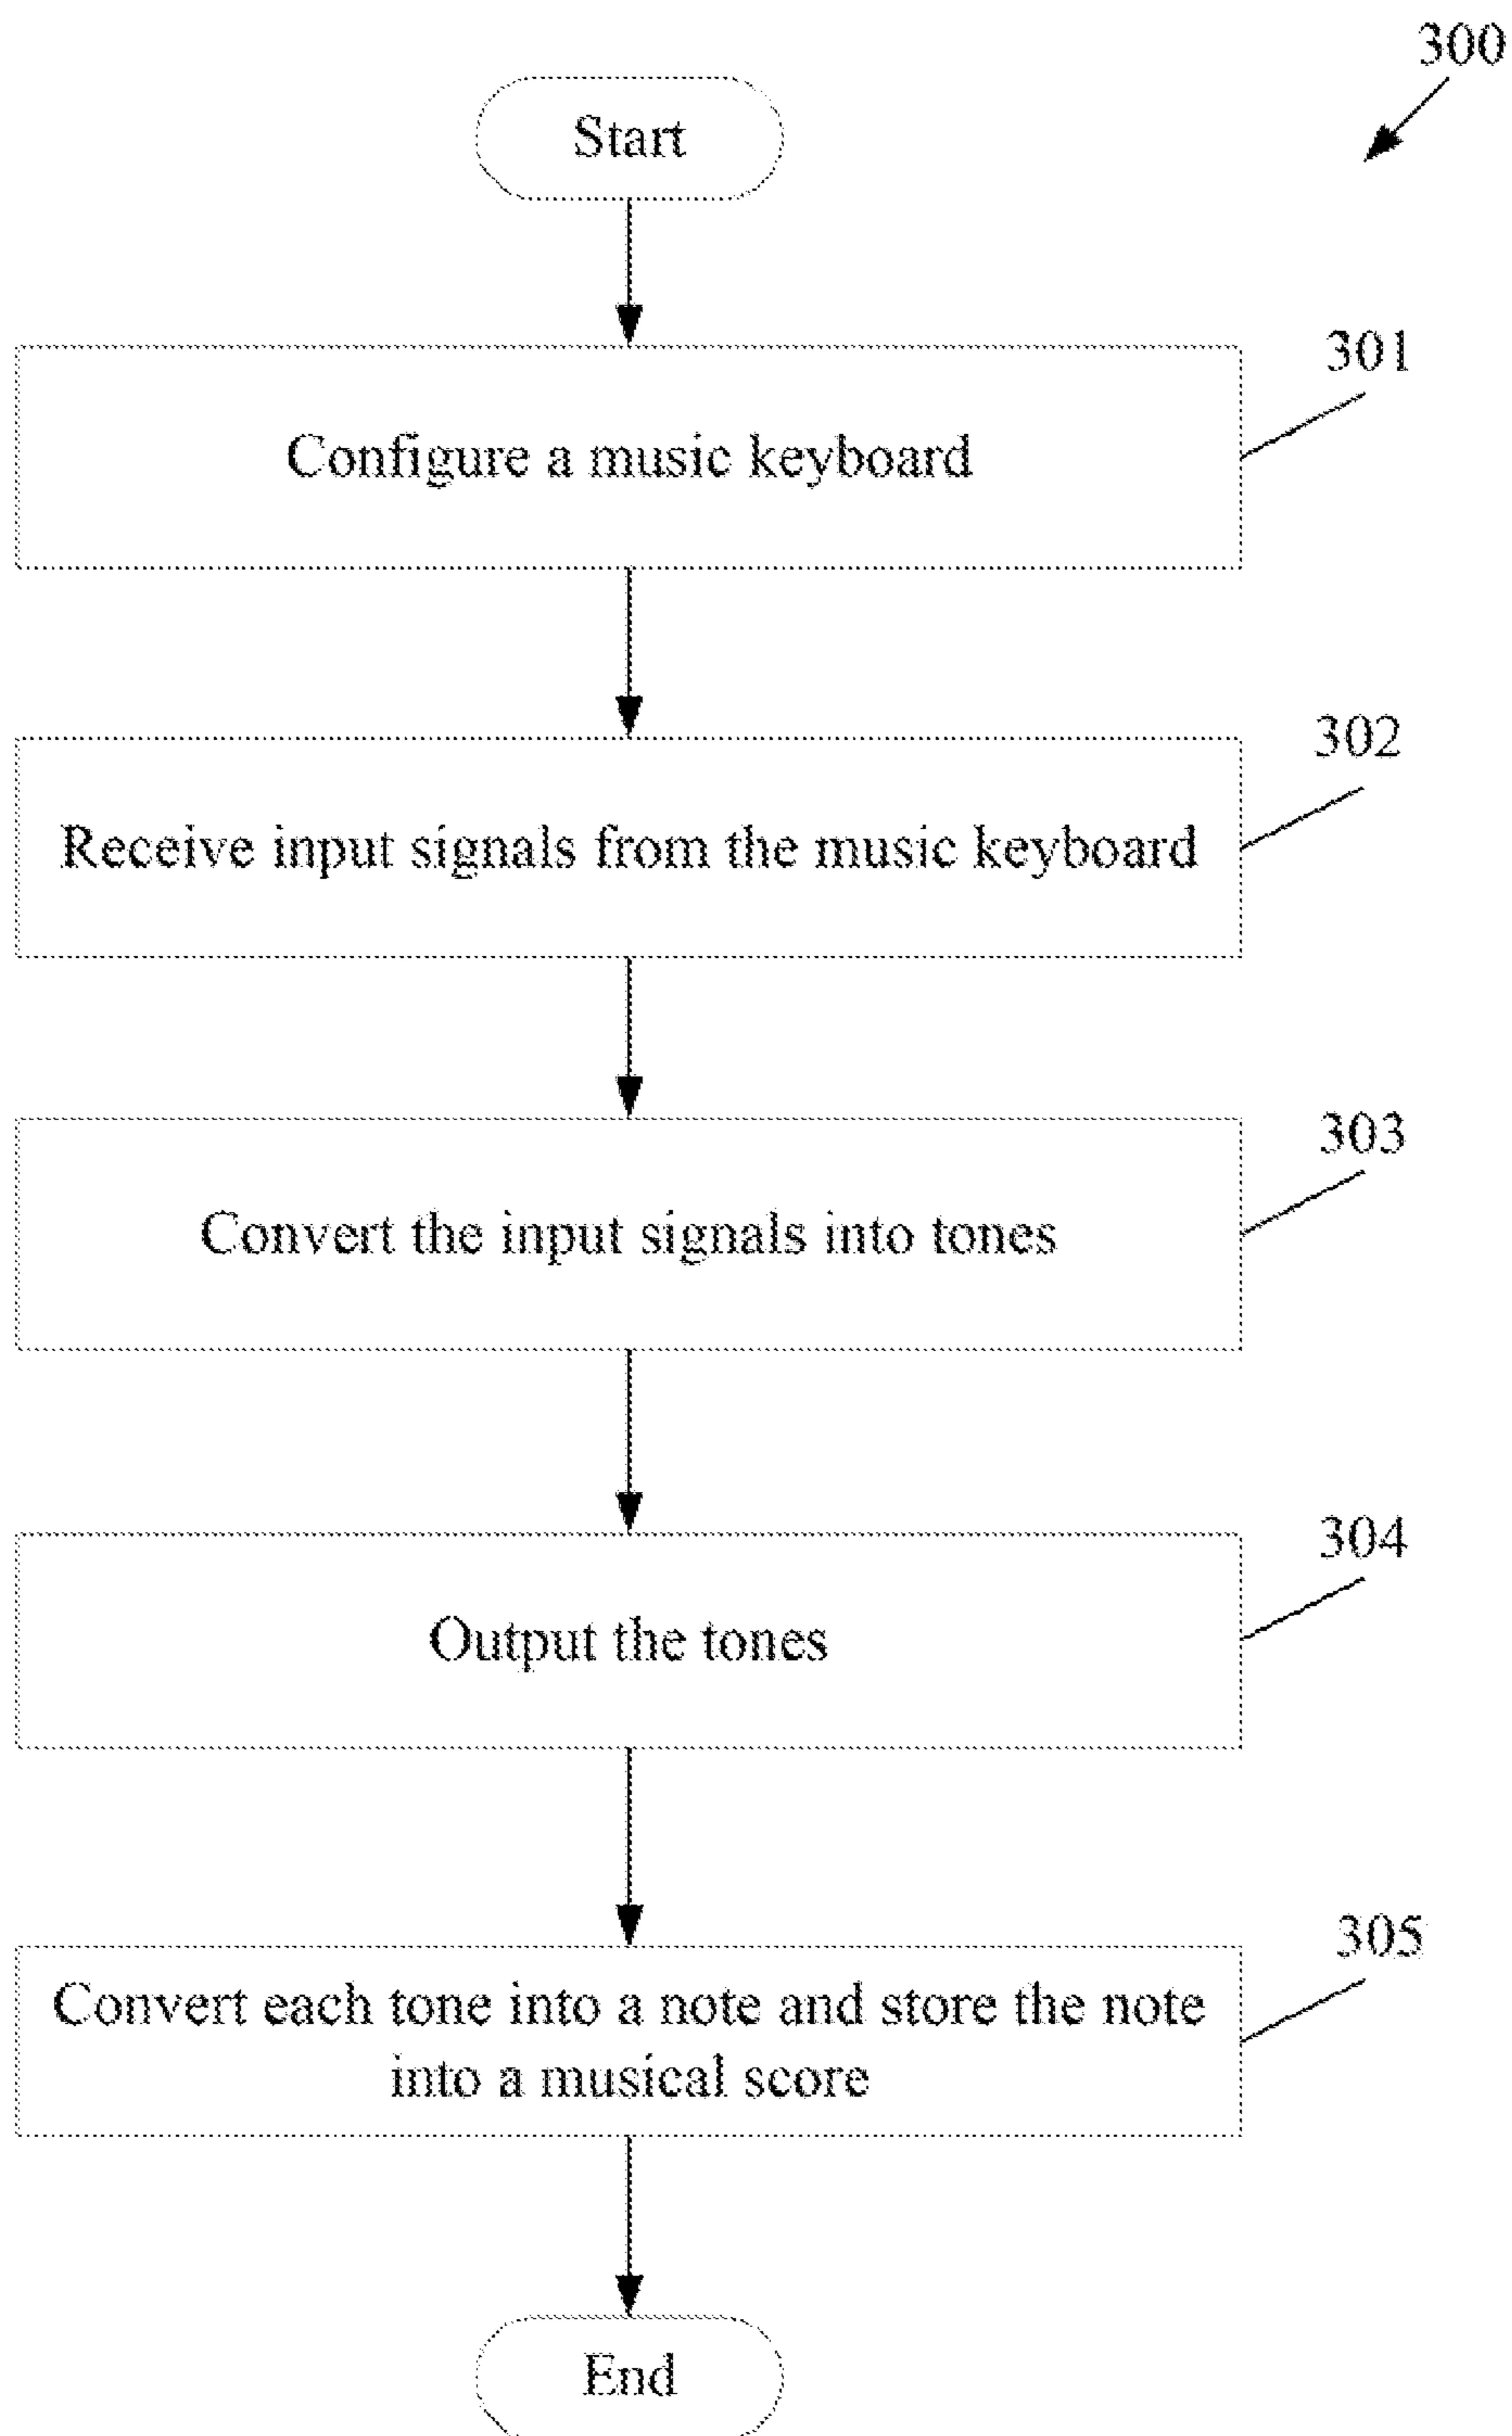 300
Start
301
Configure a music keyboard
302
Receive input signals from the music keyboard
303
Convert the input signals into tones
304
Output the tones
305
Convert each tone into a note and store the note
into a musical score
End